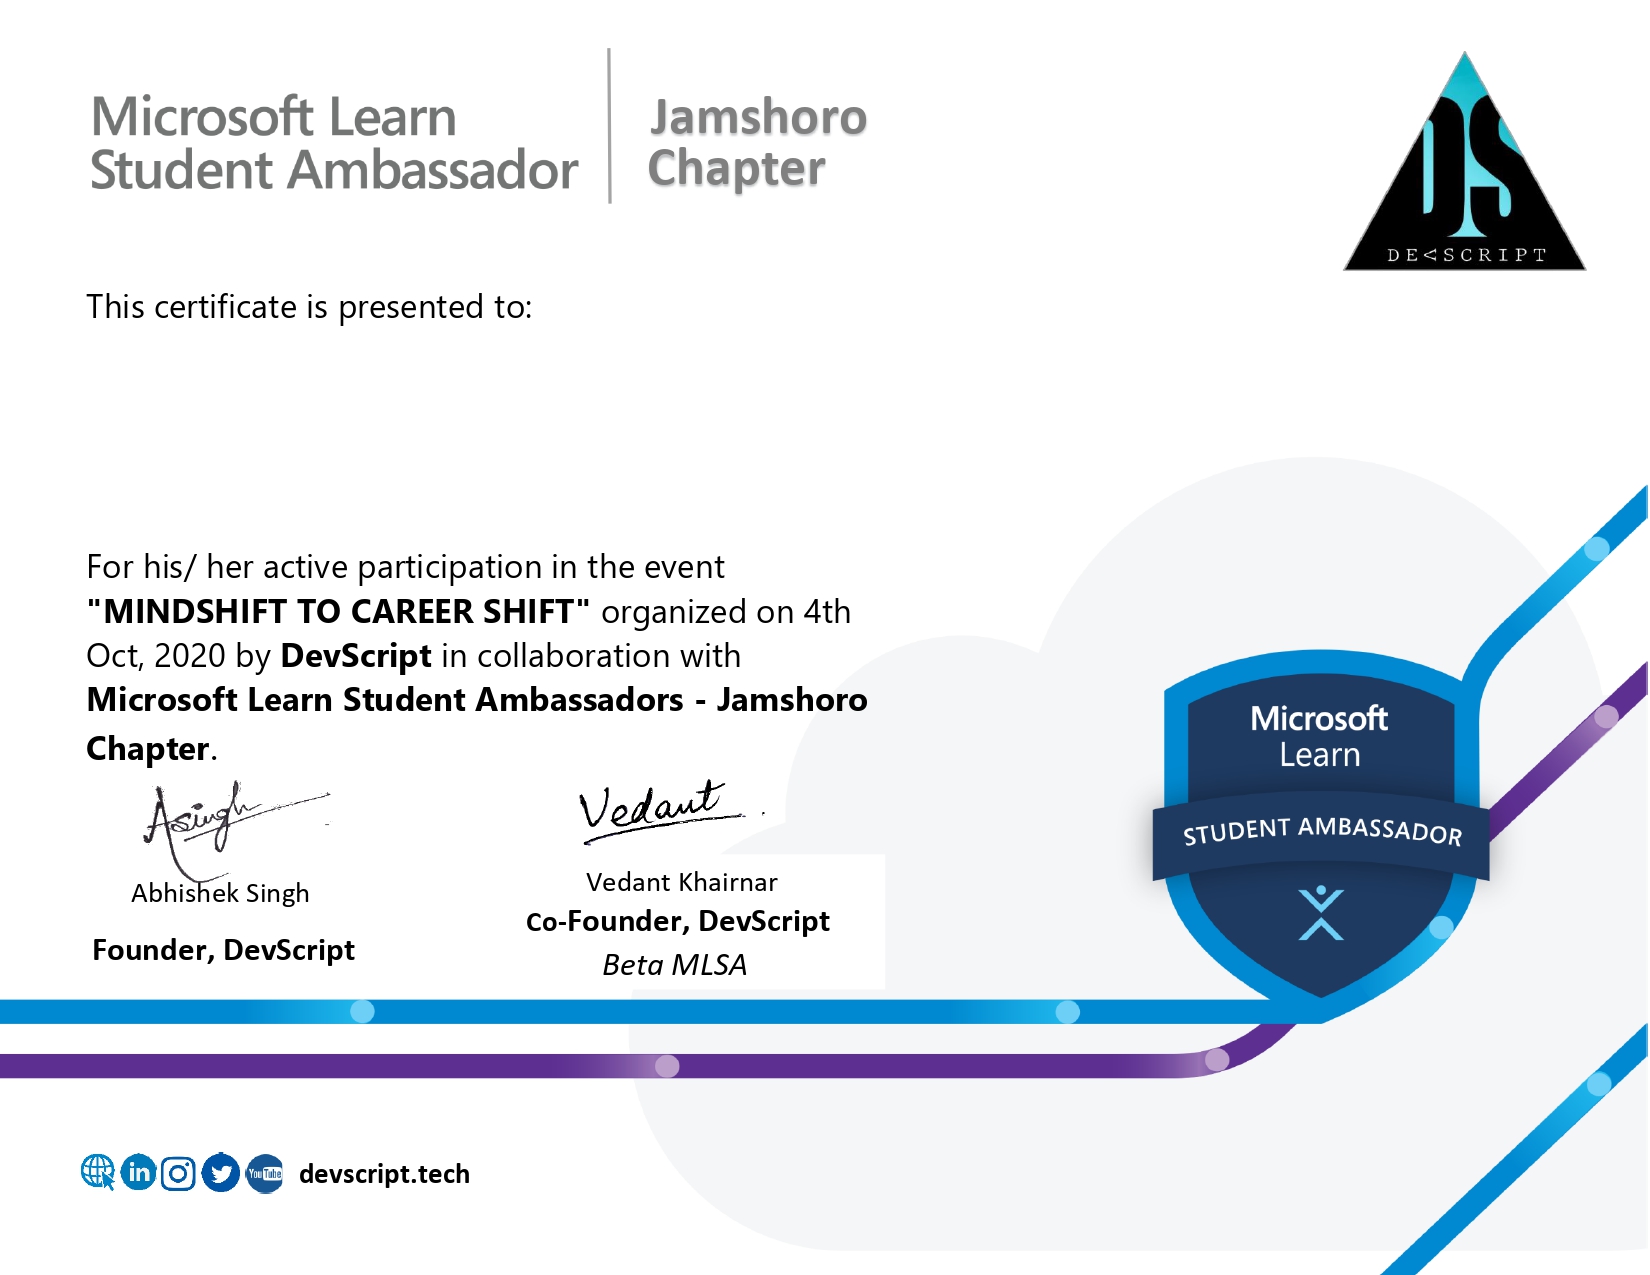 Microsoft Learn
Student Ambassador
Jamshoro
Chapter
DS
DE<SCRIPT
This certificate is presented to:
For his/ her active participation in the event
"MINDSHIFT TO CAREER SHIFT" organized on 4th
Oct, 2020 by DevScript in collaboration with
Microsoft Learn Student Ambassadors - Jamshoro
Chapter.
Asingh
Vedant
Abhishek Singh
Founder, DevScript
Vedant Khairnar
Co-Founder, DevScript
Beta MLSA
Microsoft
Learn
STUDENT AMBASSADOR
in
You Tube
devscript.tech